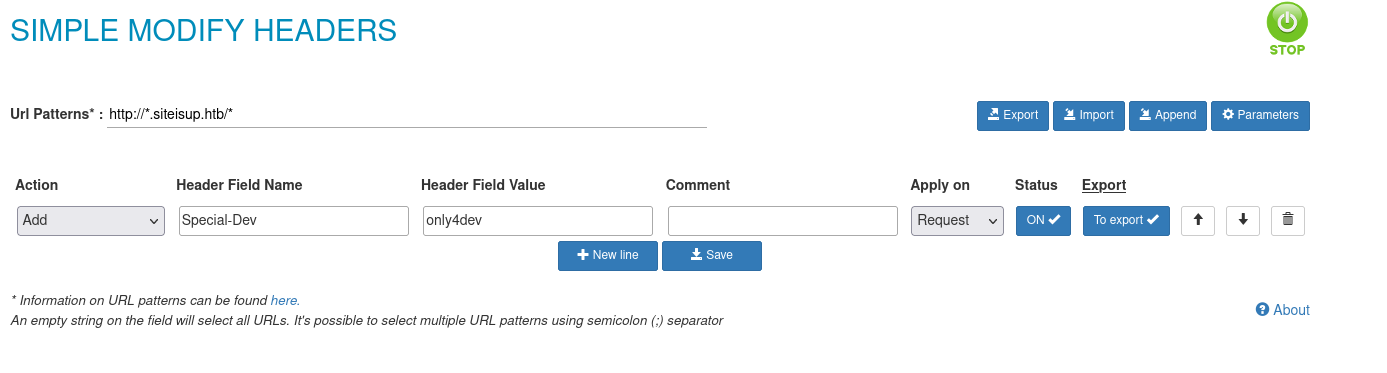 SIMPLE MODIFY HEADERS
STOP
Url Patterns* : http://*.siteisup.htb/*
Export Import Append Parameters
Action Header Field Name Header Field Value Comment Apply on Status Export
Add Special-Dev only4dev Request ON To export
New line Save
* Information on URL patterns can be found here.
An empty string on the field will select all URLs. It's possible to select multiple URL patterns using semicolon (;) separator
About